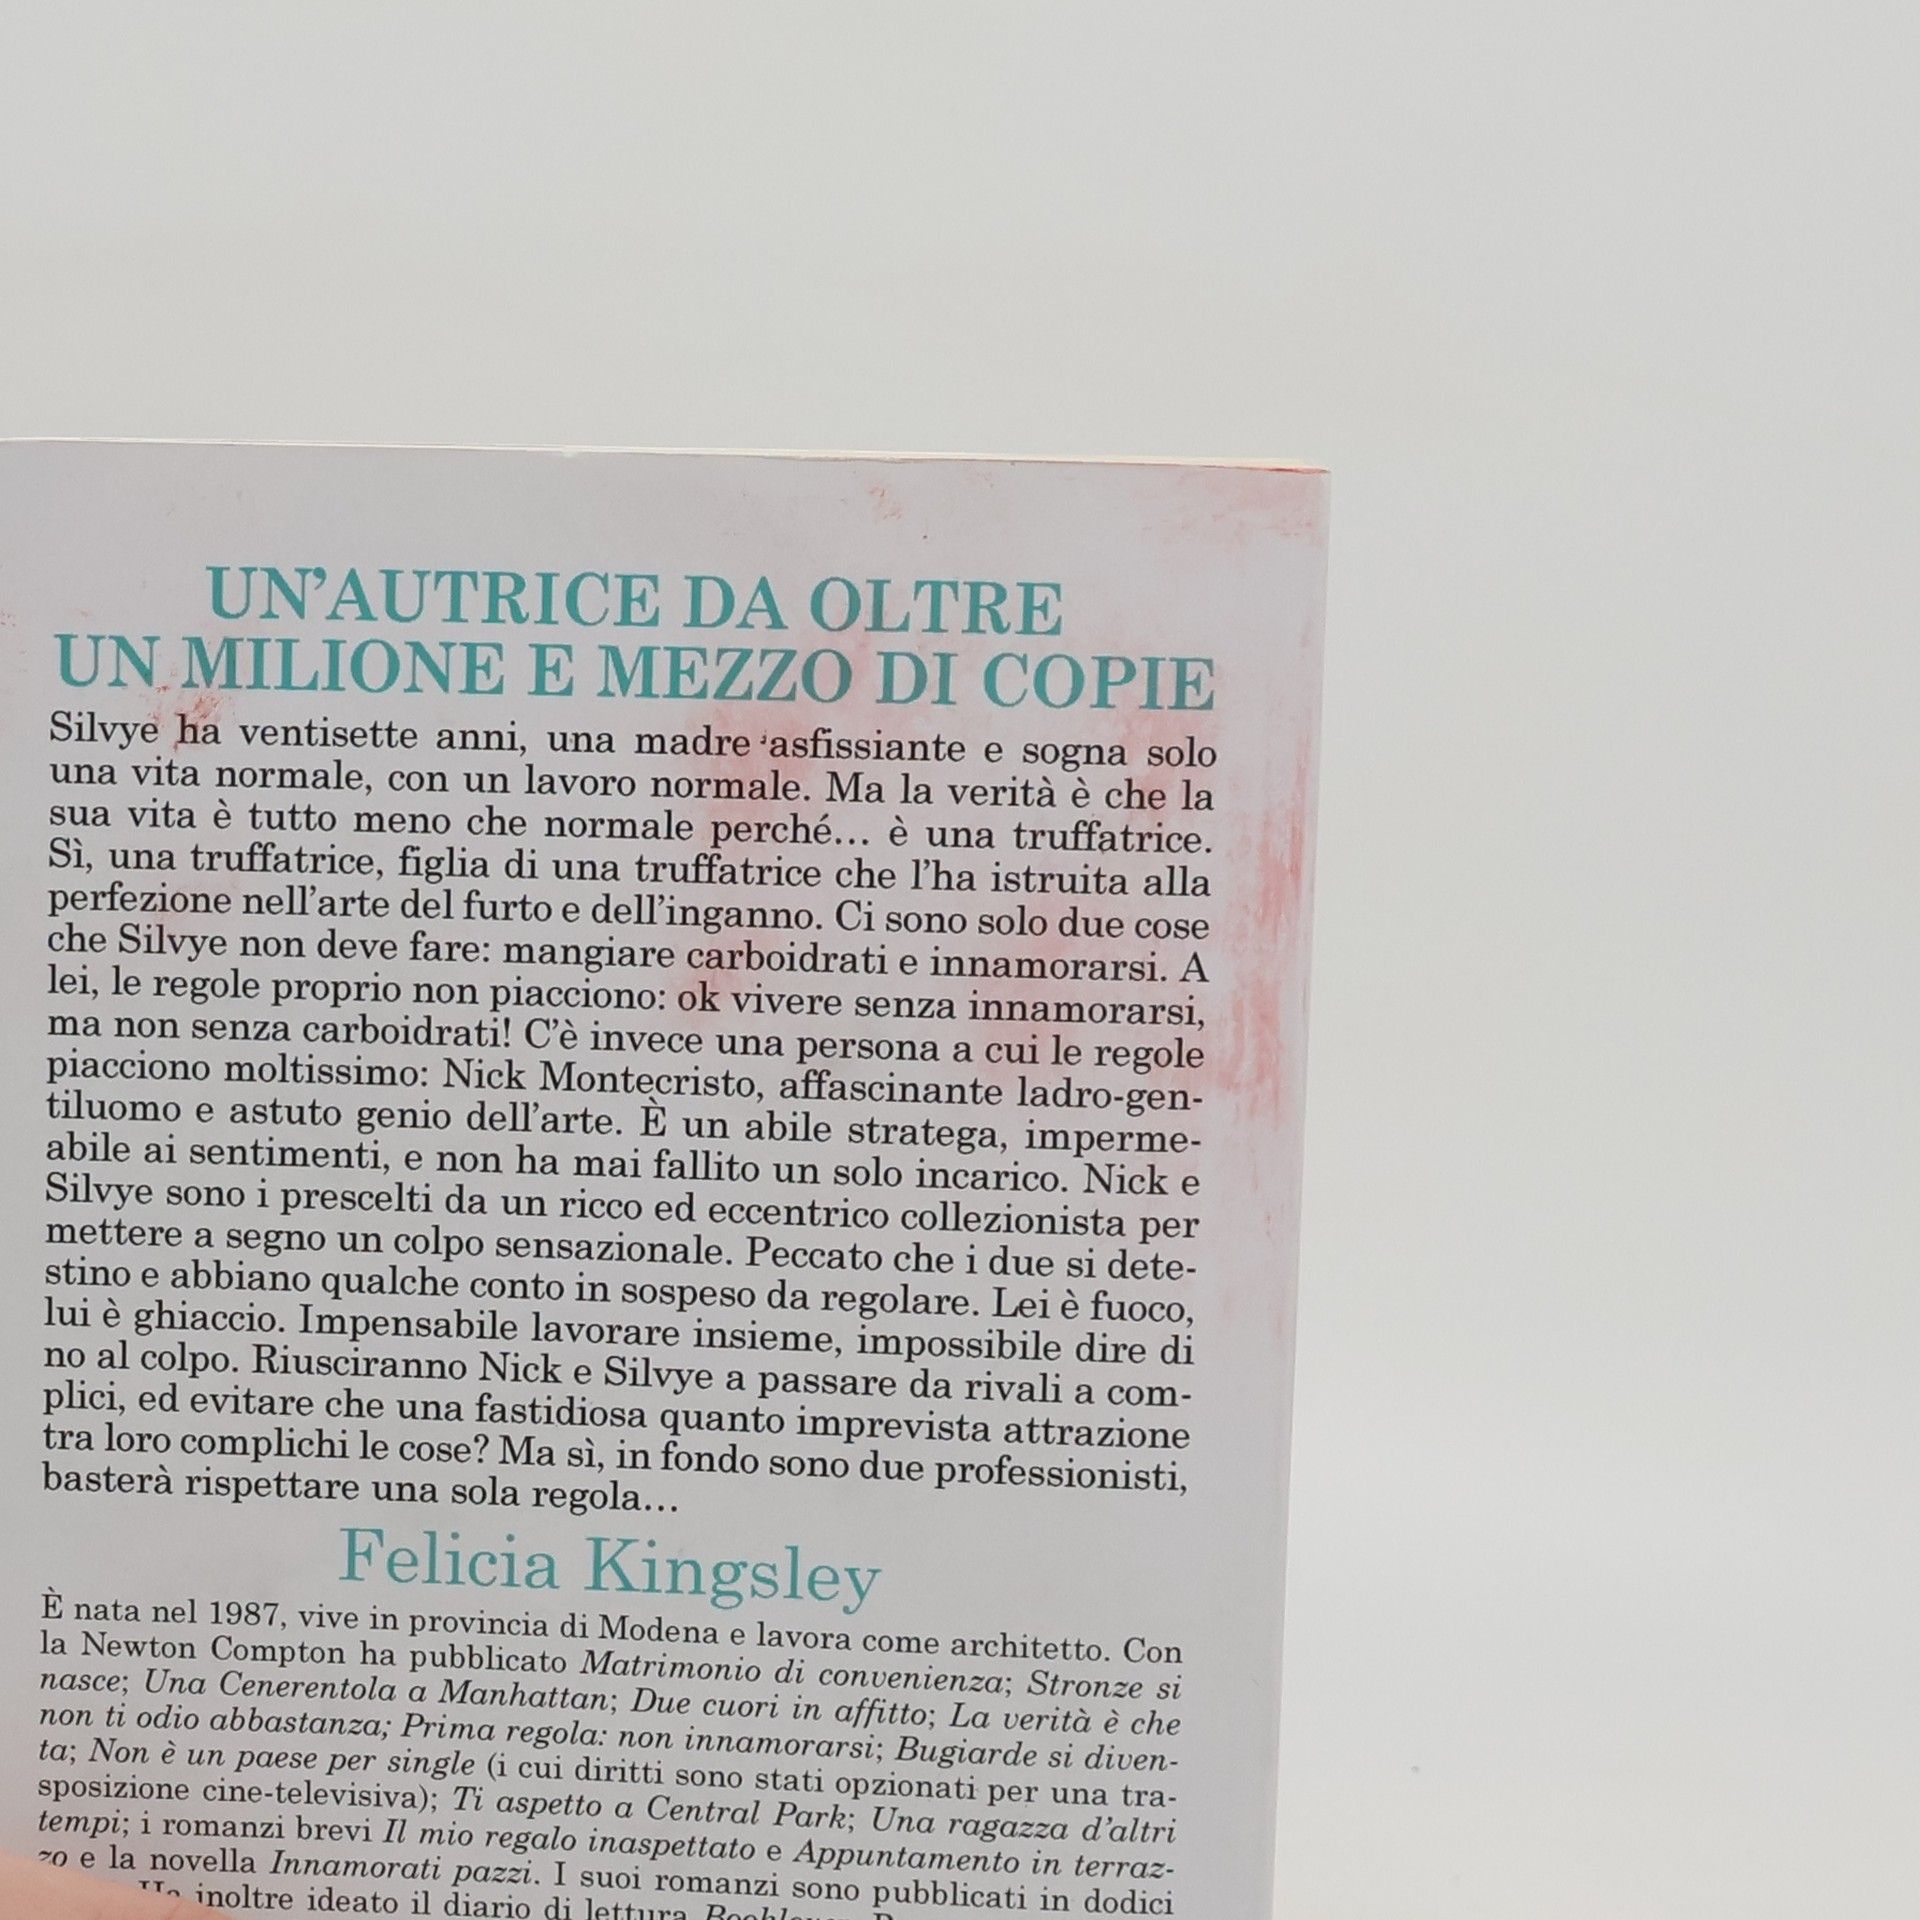 UN'AUTRICE DA OLTRE
UN MILIONE E MEZZO DI COPIE
Silvye ha ventisette anni, una madre asfissiante e sogna solo
una vita normale, con un lavoro normale. Ma la verità è che la
sua vita è tutto meno che normale perché... è una truffatrice.
Sì, una truffatrice, figlia di una truffatrice che l'ha istruita alla
perfezione nell'arte del furto e dell'inganno. Ci sono solo due cose
che Silvye non deve fare: mangiare carboidrati e innamorarsi. A
lei, le regole proprio non piacciono: ok vivere senza innamorarsi,
ma non senza carboidrati! C'è invece una persona a cui le regole
piacciono moltissimo: Nick Montecristo, affascinante ladro-gen-
tiluomo e astuto genio dell'arte. È un abile stratega, imperme-
abile ai sentimenti, e non ha mai fallito un solo incarico. Nick e
Silvye sono i prescelti da un ricco ed eccentrico collezionista per
mettere a segno un colpo sensazionale. Peccato che i due si dete-
stino e abbiano qualche conto in sospeso da regolare. Lei è fuoco,
lui è ghiaccio. Impensabile lavorare insieme, impossibile dire di
no al colpo. Riusciranno Nick e Silvye a passare da rivali a com-
plici, ed evitare che una fastidiosa quanto imprevista attrazione
tra loro complichi le cose? Ma sì, in fondo sono due professionisti,
basterà rispettare una sola regola...
Felicia Kingsley
È nata nel 1987, vive in provincia di Modena e lavora come architetto. Con
la Newton Compton ha pubblicato Matrimonio di convenienza; Stronze si
nasce; Una Cenerentola a Manhattan; Due cuori in affitto; La verità è che
non ti odio abbastanza; Prima regola: non innamorarsi; Bugiarde si diven-
ta; Non è un paese per single (i cui diritti sono stati opzionati per una tra-
sposizione cine-televisiva); Ti aspetto a Central Park; Una ragazza d'altri
tempi; i romanzi brevi Il mio regalo inaspettato e Appuntamento in terraz-
zo e la novella Innamorati pazzi. I suoi romanzi sono pubblicati in dodici
inoltre ideato il diario di lettura